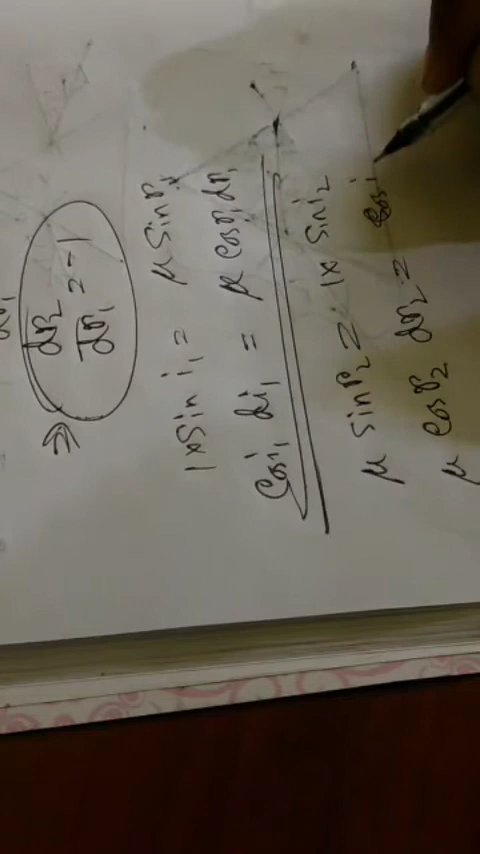 ⇒ dr₂/dr₁ = -1
1× sin i₁ = μ sin r₁
cos i₁ di₁ = μ cos r₁ dr₁
μ sin r₂ = 1× sin i₂
μ cos r₂ dr₂ = cos i
μ